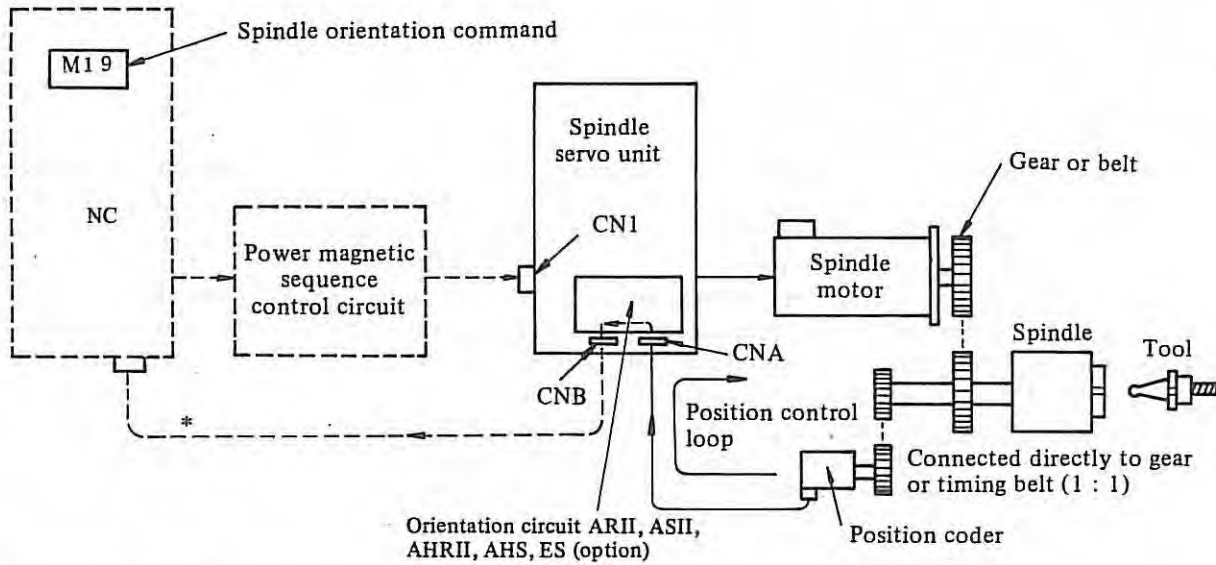 Spindle orientation command
M19
Spindle
servo unit
Gear or belt
NC
CN1
Power magnetic
sequence
control circuit
Spindle
motor
Spindle
Tool
CNA
CNB
Position control
loop
*
Connected directly to gear
or timing belt (1 : 1)
Orientation circuit ARII, ASII,
AHRII, AHS, ES (option)
Position coder